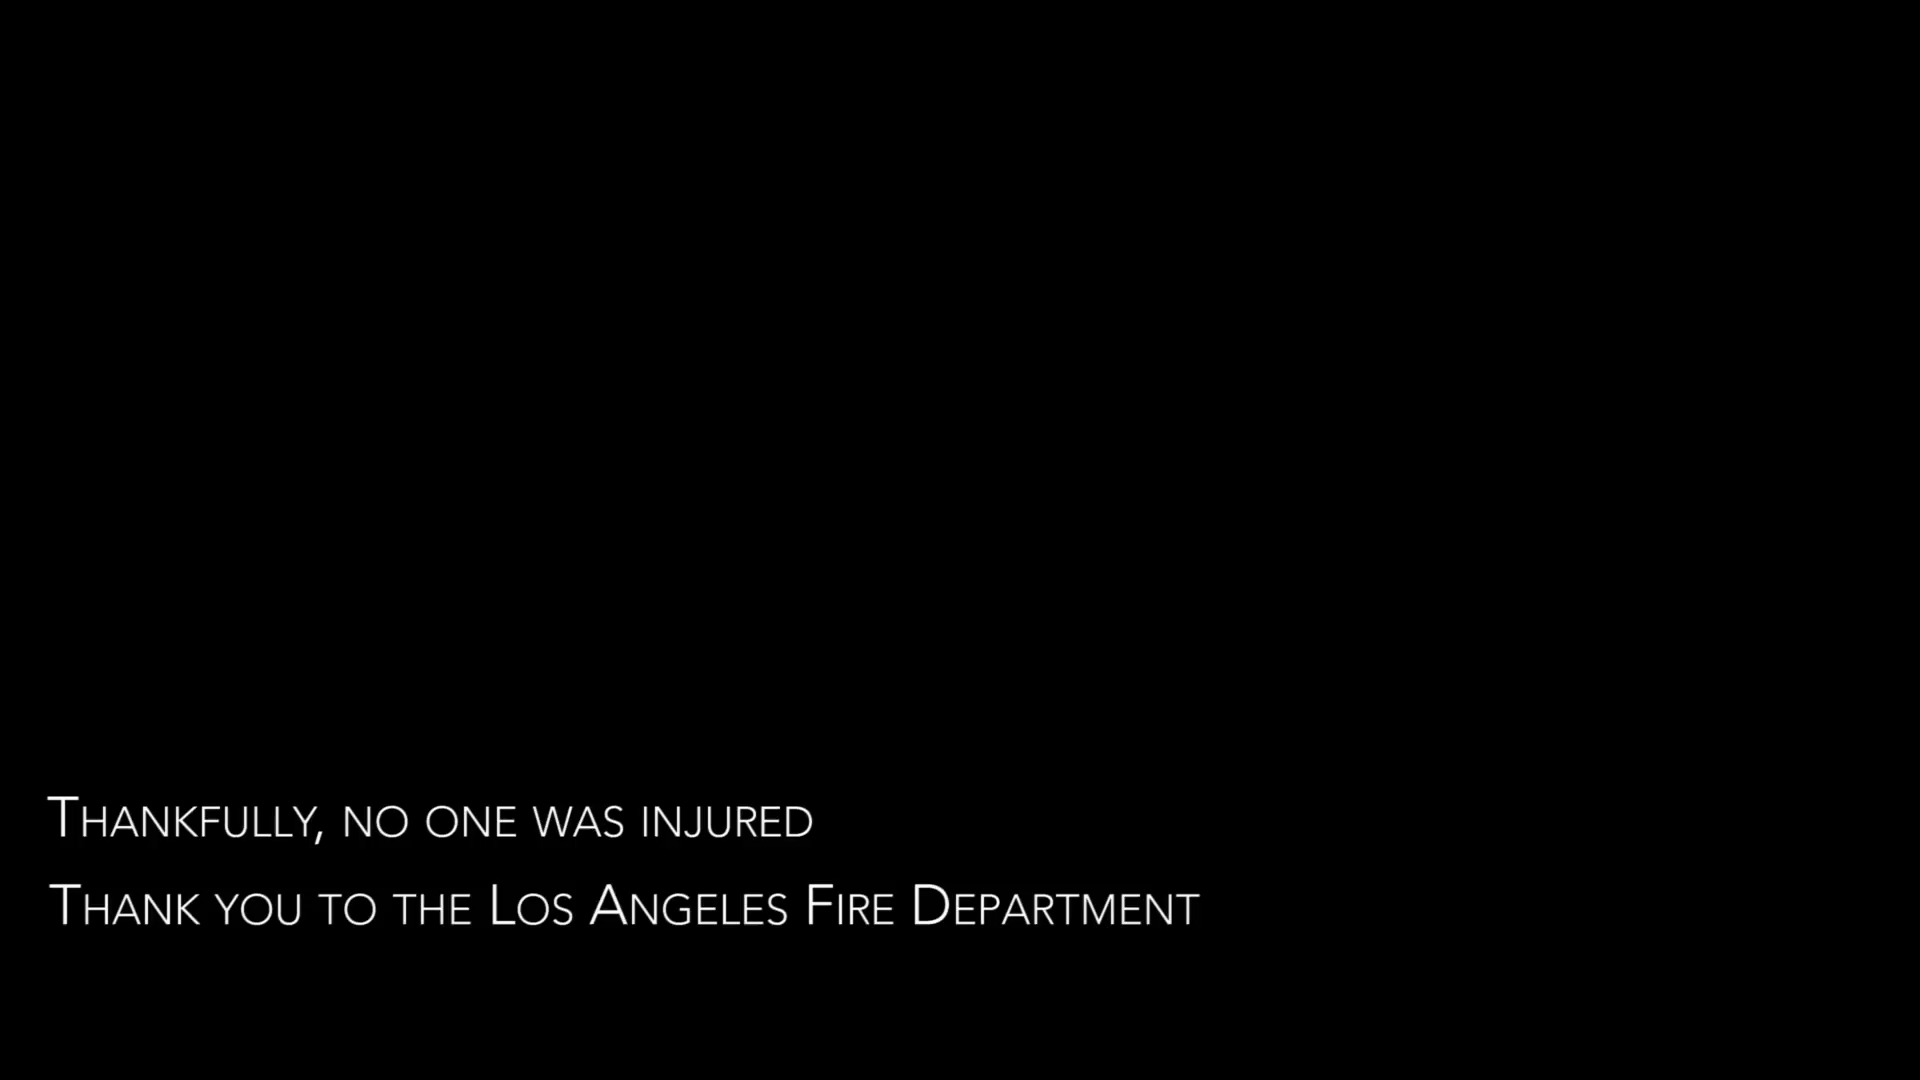 Thankfully, no one was injured
Thank you to the Los Angeles Fire Department